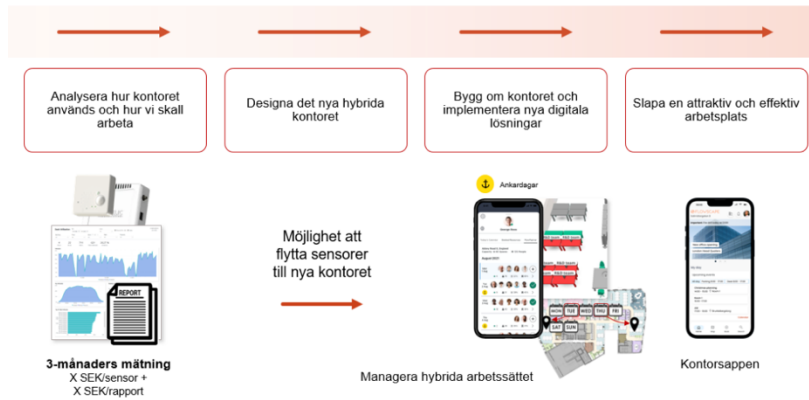 Analysera hur kontoret
används och hur vi skall
arbeta
Designa det nya hybrida
kontoret
Bygg om kontoret och
implementera nya digitala
lösningar
Slapa en attraktiv och effektiv
arbetsplats
Ankardagar
Möjlighet att
flytta sensorer
till nya kontoret
REPORT
MON TUE WED THU FRI
SAT SUN
3-månaders mätning
X SEK/sensor +
X SEK/rapport
Managera hybrida arbetssättet
Kontorsappen